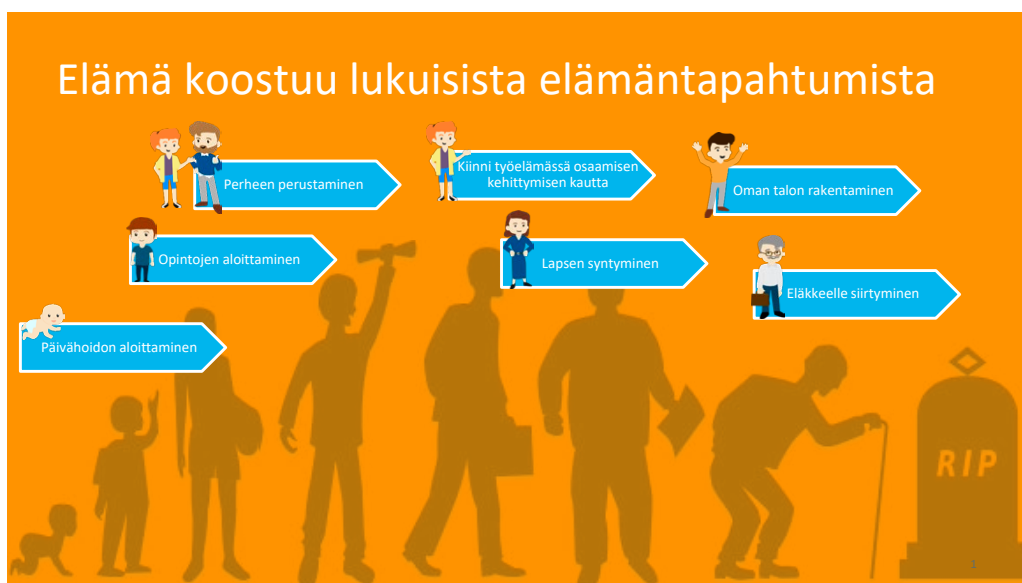 Elämä koostuu lukuisista elämäntapahtumista
Perheen perustaminen
Kiinni työelämässä osaamisen
kehittymisen kautta
Oman talon rakentaminen
Opintojen aloittaminen
Lapsen syntyminen
Eläkkeelle siirtyminen
Päivähoidon aloittaminen
RIP
1